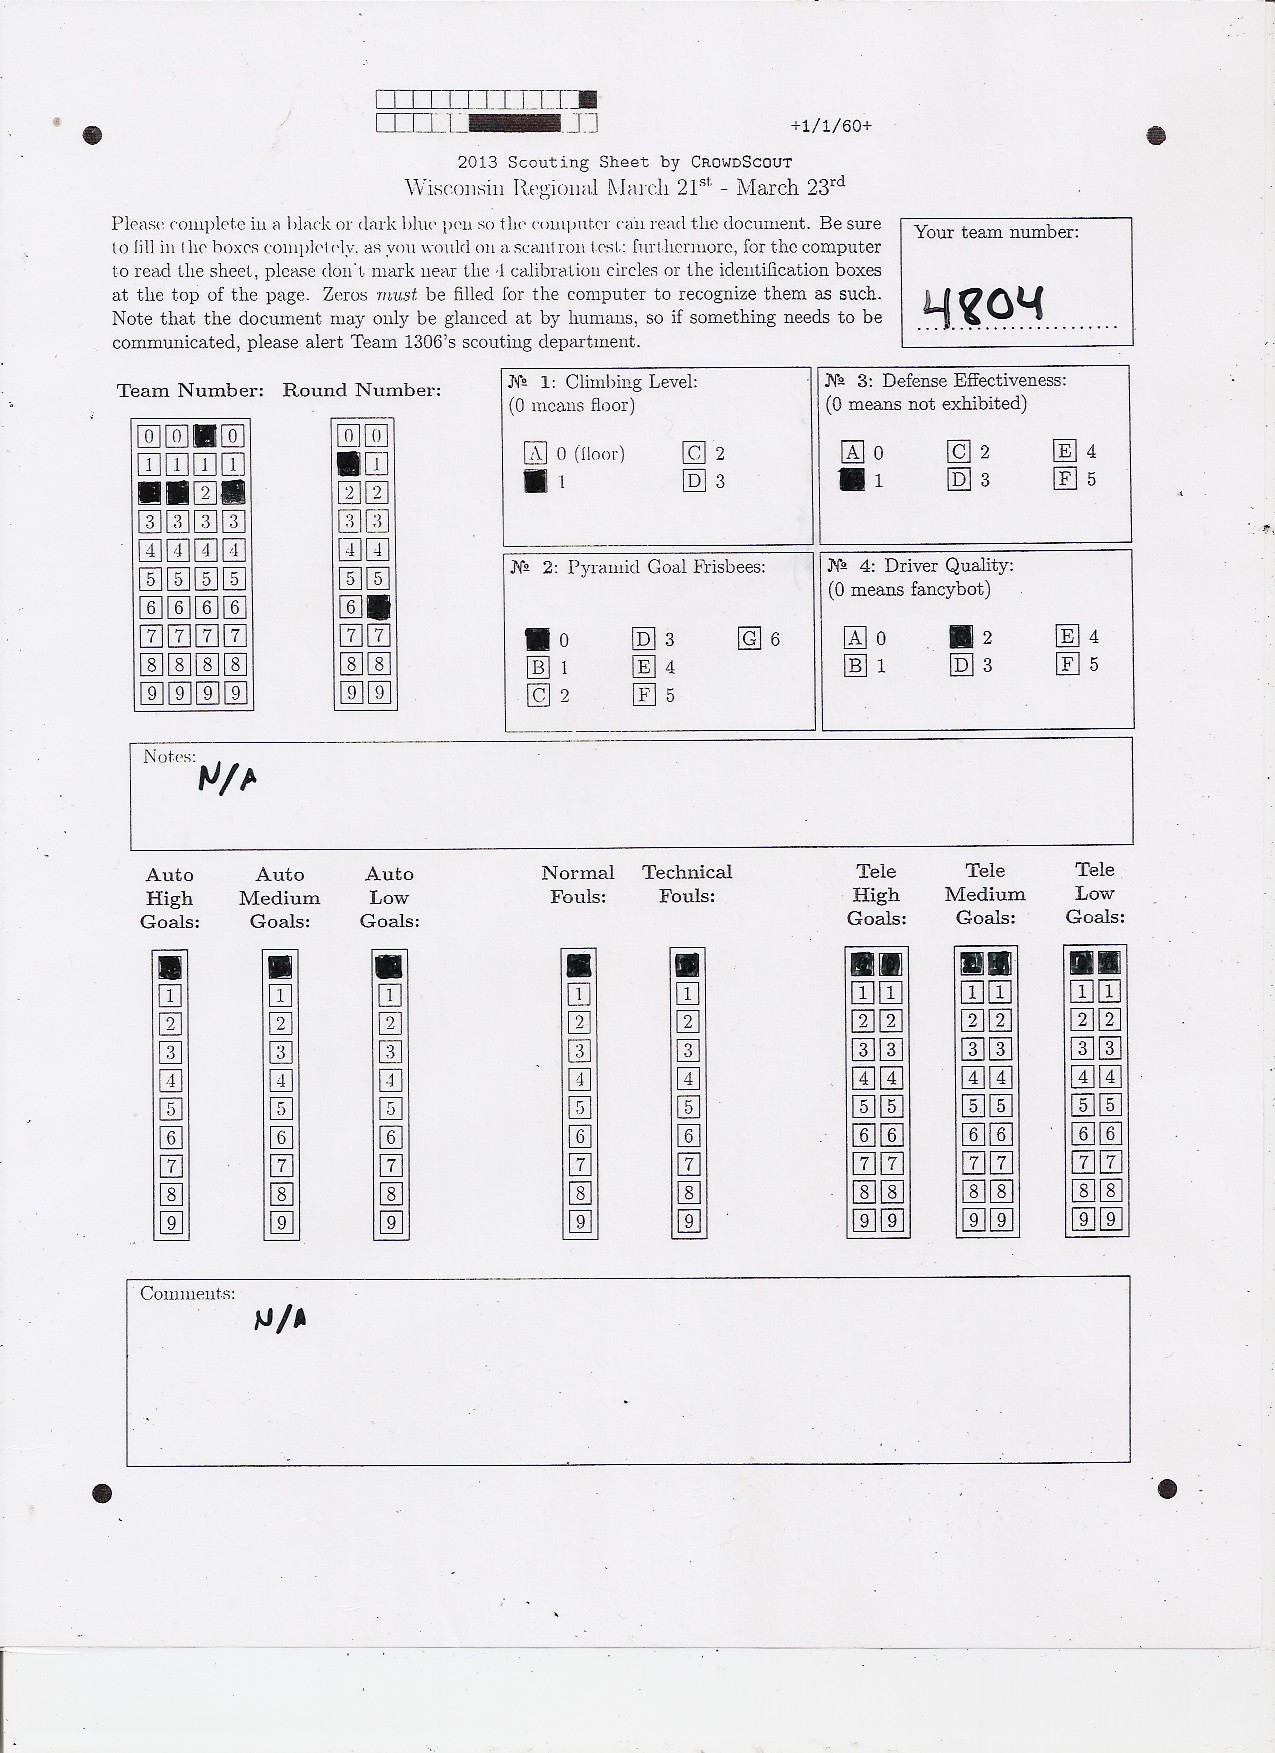 +1/1/60+
2013 Scouting Sheet by CROWDSCOUT
Wisconsin Regional March 21st - March 23rd
Please complete in a black or dark blue pen so the computer can read the document. Be sure
to fill in the boxes completely, as you would on a scantron test; furthermore, for the computer
to read the sheet, please don't mark near the 4 calibration circles or the identification boxes
at the top of the page. Zeros must be filled for the computer to recognize them as such.
Note that the document may only be glanced at by humans, so if something needs to be
communicated, please alert Team 1306's scouting department.
Your team number:
4804
Team Number: Round Number:
0 0 0 0 0
1 1 1 1 1
2 2 2
3 3 3 3 3 3
4 4 4 4 4 4
5 5 5 5 5 5
6 6 6 6 6
7 7 7 7 7 7
8 8 8 8 8 8
9 9 9 9 9 9
№ 1: Climbing Level:
(0 means floor)
A 0 (floor) C 2
1 D 3
№ 3: Defense Effectiveness:
(0 means not exhibited)
A 0 C 2 E 4
1 D 3 F 5
№ 2: Pyramid Goal Frisbees:
0 D 3 G 6
B 1 E 4
C 2 F 5
№ 4: Driver Quality:
(0 means fancybot)
A 0 2 E 4
B 1 D 3 F 5
Notes:
N/A
Auto High Goals: Auto Medium Goals: Auto Low Goals: Normal Fouls: Technical Fouls: Tele High Goals: Tele Medium Goals: Tele Low Goals:
1 1 1 1 1 1 1 1 1 1 1
2 2 2 2 2 2 2 2 2 2 2
3 3 3 3 3 3 3 3 3 3 3
4 4 4 4 4 4 4 4 4 4 4
5 5 5 5 5 5 5 5 5 5 5
6 6 6 6 6 6 6 6 6 6 6
7 7 7 7 7 7 7 7 7 7 7
8 8 8 8 8 8 8 8 8 8 8
9 9 9 9 9 9 9 9 9 9 9
Comments:
N/A